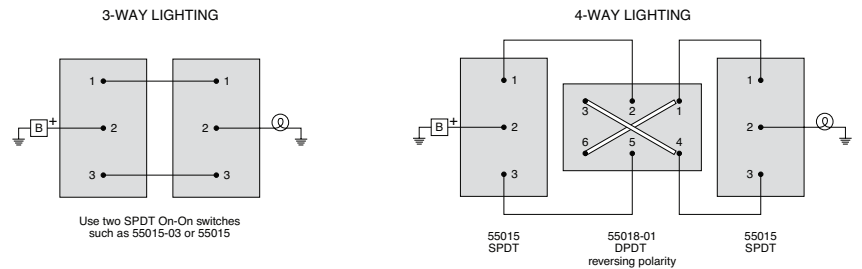 3-WAY LIGHTING
1 1
B + 2 2
3 3
Use two SPDT On-On switches
such as 55015-03 or 55015
4-WAY LIGHTING
1 1
3 2 1
B + 2 2
6 5 4
3 3
55015
SPDT
55018-01
DPDT
reversing polarity
55015
SPDT